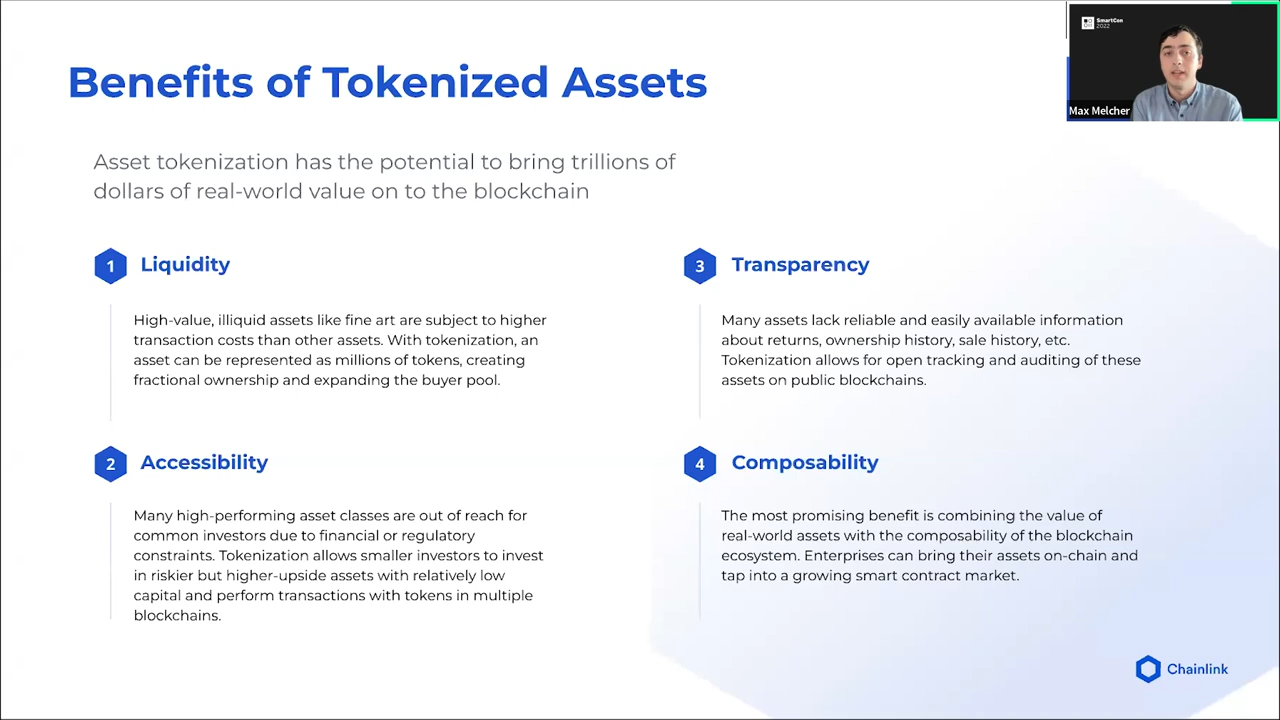 Benefits of Tokenized Assets
SmartCon
2022
Max Melcher
Asset tokenization has the potential to bring trillions of
dollars of real-world value on to the blockchain
1 Liquidity
High-value, illiquid assets like fine art are subject to higher
transaction costs than other assets. With tokenization, an
asset can be represented as millions of tokens, creating
fractional ownership and expanding the buyer pool.
2 Accessibility
Many high-performing asset classes are out of reach for
common investors due to financial or regulatory
constraints. Tokenization allows smaller investors to invest
in riskier but higher-upside assets with relatively low
capital and perform transactions with tokens in multiple
blockchains.
3 Transparency
Many assets lack reliable and easily available information
about returns, ownership history, sale history, etc.
Tokenization allows for open tracking and auditing of these
assets on public blockchains.
4 Composability
The most promising benefit is combining the value of
real-world assets with the composability of the blockchain
ecosystem. Enterprises can bring their assets on-chain and
tap into a growing smart contract market.
Chainlink